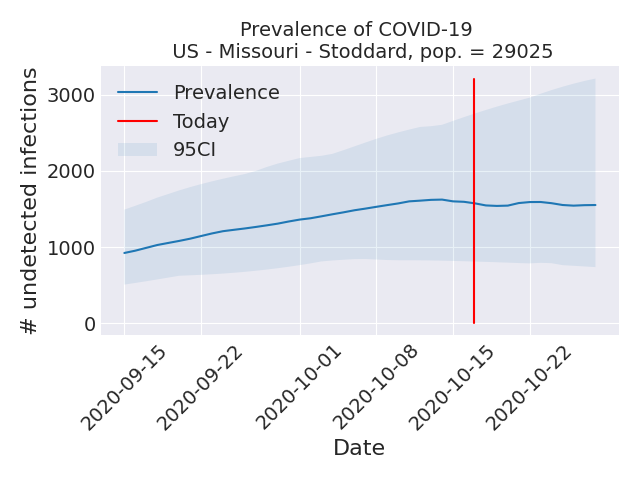 Prevalence of COVID-19
US - Missouri - Stoddard, pop. = 29025
# undetected infections
3000
2000
1000
0
Prevalence
Today
95CI
2020-09-15
2020-09-22
2020-10-01
2020-10-08
2020-10-15
2020-10-22
Date